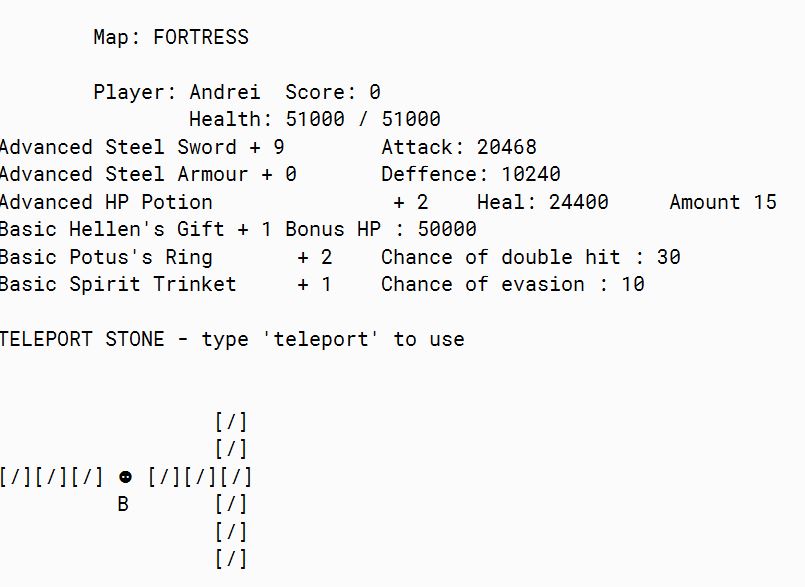 Map: FORTRESS
Player: Andrei Score: 0
Health: 51000 / 51000
Advanced Steel Sword + 9 Attack: 20468
Advanced Steel Armour + 0 Deffence: 10240
Advanced HP Potion + 2 Heal: 24400 Amount 15
Basic Hellen's Gift + 1 Bonus HP : 50000
Basic Potus's Ring + 2 Chance of double hit : 30
Basic Spirit Trinket + 1 Chance of evasion : 10
TELEPORT STONE - type 'teleport' to use
[/]
[/]
[/][/][/] ☻ [/][/][/]
B [/]
[/]
[/]